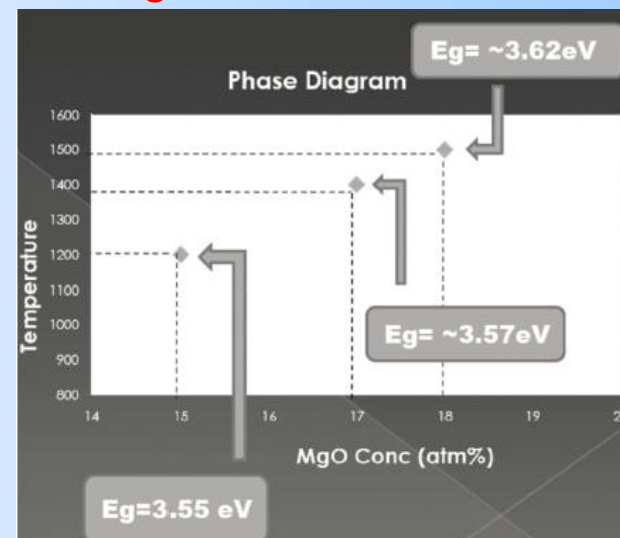 Eg= ~3.62eV
Phase Diagram
1600
1500
1400
1300
1200
1100
1000
900
800
Temperature
14 15 16 17 18 19
MgO Conc (atm%)
Eg= ~3.57eV
Eg=3.55 eV